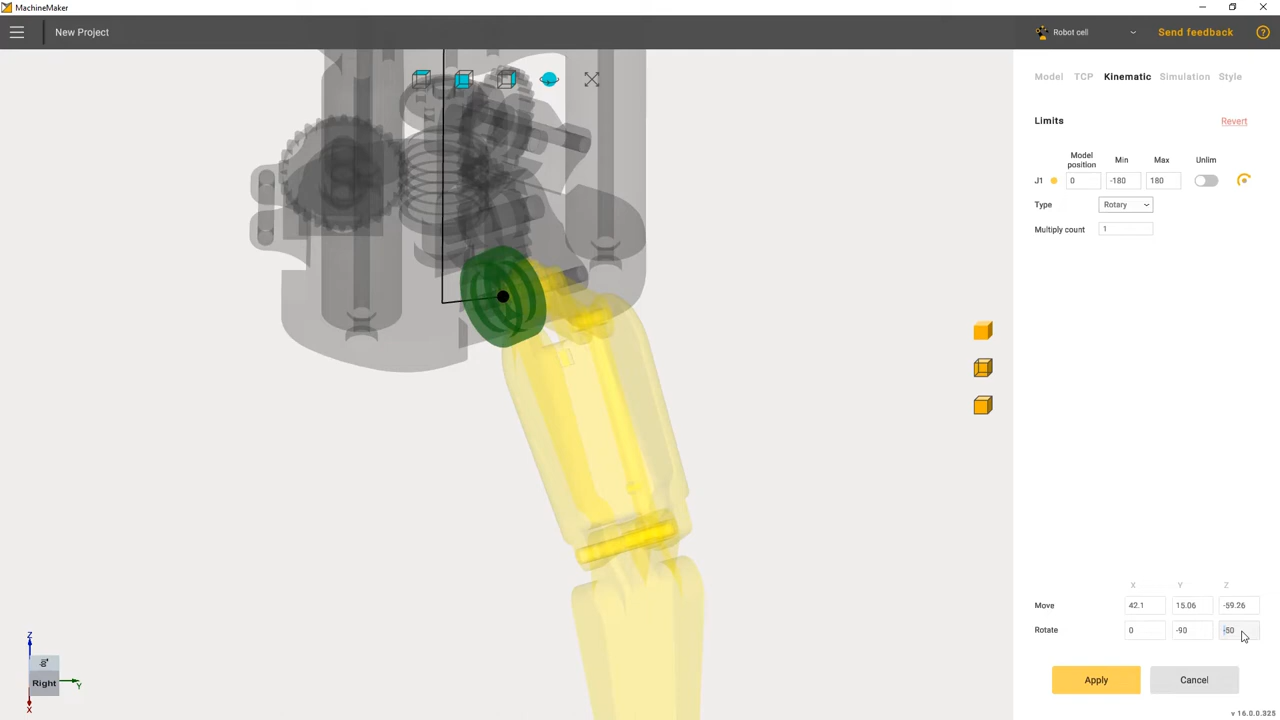 MachineMaker
New Project
Robot cell
Send feedback
?
Model TCP Kinematic Simulation Style
Limits Revert
Model position Min Max Unlim
J1 0 -180 180
Type Rotary
Multiply count 1
X Y Z
Move 42.1 15.06 -59.26
Rotate 0 -90 -50
Apply Cancel
Z
Right
Y
X
v 16.0.0.325